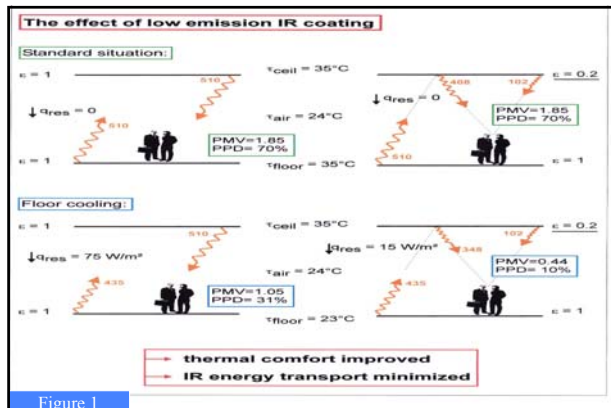 The effect of low emission IR coating
Standard situation:
ε = 1
τceil = 35°C
ε = 0.2
510
408
102
↓ qres = 0
↓ qres = 0
τair = 24°C
510
PMV=1.85
PPD= 70%
PMV=1.85
PPD= 70%
510
ε = 1
τfloor = 35°C
ε = 1
Floor cooling:
ε = 1
510
τceil = 35°C
ε = 0.2
102
↓qres = 75 W/m²
↓qres = 15 W/m²
348
τair = 24°C
435
PMV=1.05
PPD= 31%
435
PMV=0.44
PPD= 10%
ε = 1
τfloor = 23°C
ε = 1
thermal comfort improved
IR energy transport minimized
Figure 1